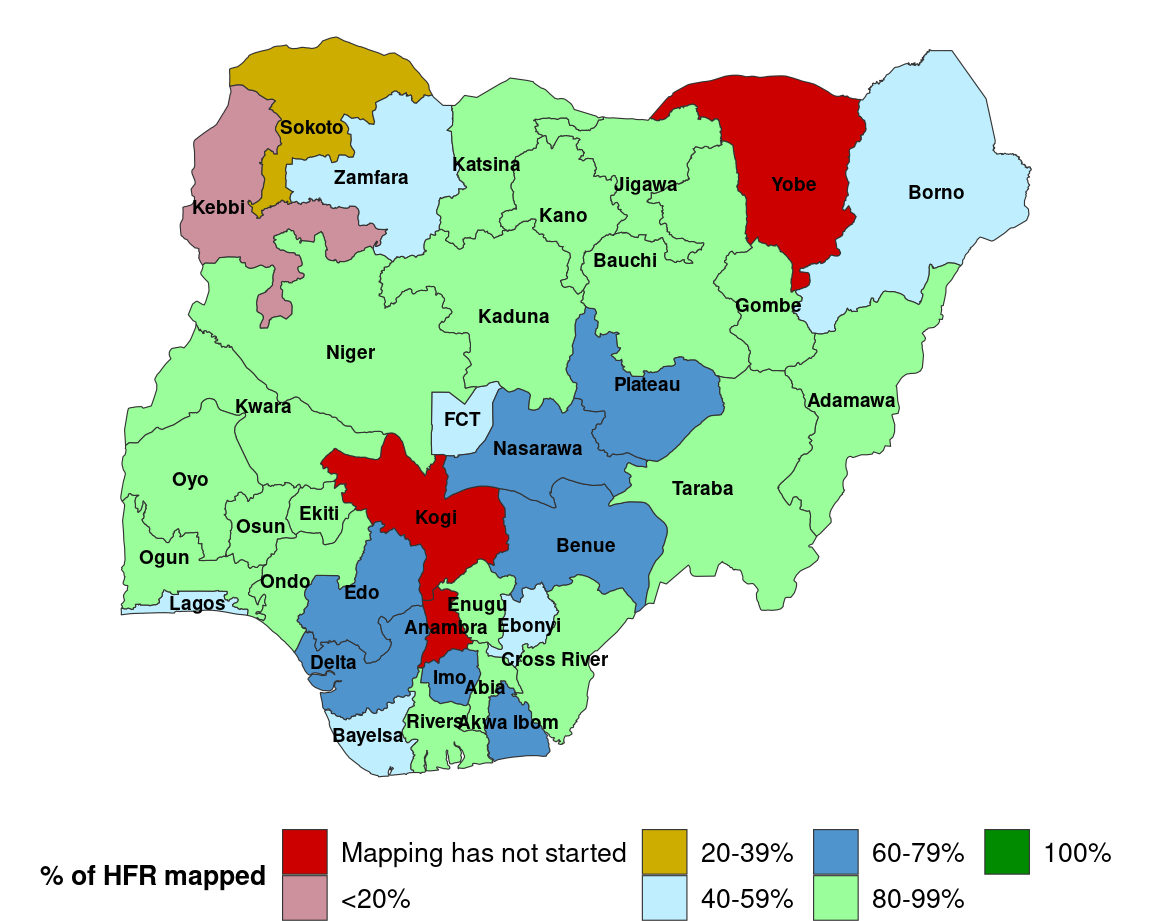 Sokoto
Katsina
Zamfara
Jigawa
Yobe
Borno
Kebbi
Kano
Bauchi
Gombe
Kaduna
Niger
Plateau
Adamawa
Kwara
FCT
Nasarawa
Oyo
Taraba
Ekiti
Kogi
Osun
Benue
Ogun
Ondo
Edo
Lagos
Enugu
Anambra
Ebonyi
Cross River
Delta
Imo
Abia
Rivers
Akwa Ibom
Bayelsa
% of HFR mapped
Mapping has not started
<20%
20-39%
40-59%
60-79%
80-99%
100%